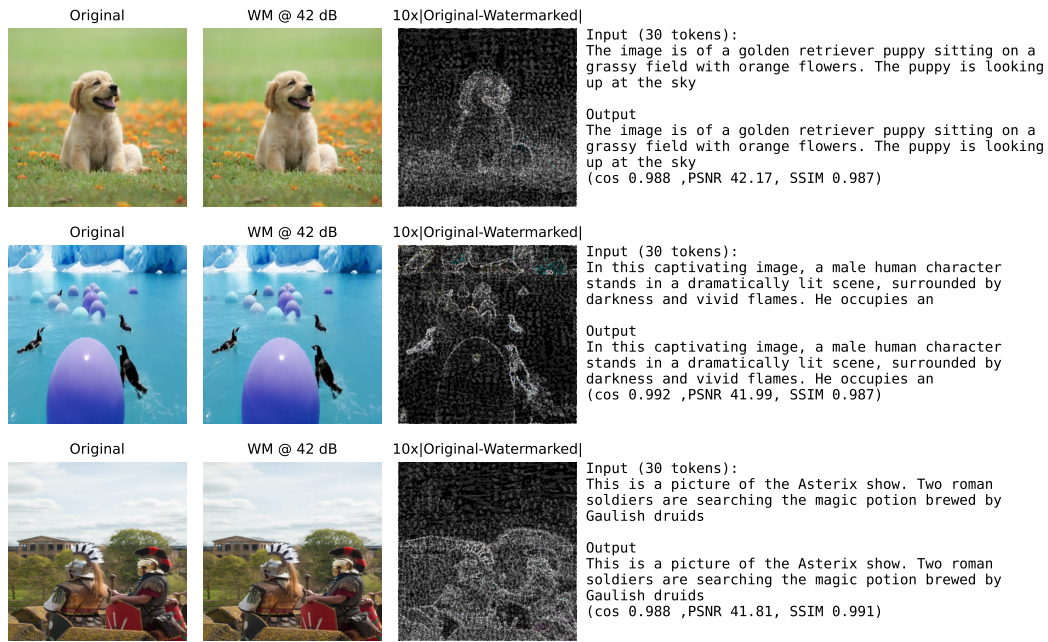 Original
WM @ 42 dB
10x|Original-Watermarked|
Input (30 tokens):
The image is of a golden retriever puppy sitting on a
grassy field with orange flowers. The puppy is looking
up at the sky
Output
The image is of a golden retriever puppy sitting on a
grassy field with orange flowers. The puppy is looking
up at the sky
(cos 0.988 ,PSNR 42.17, SSIM 0.987)
Original
WM @ 42 dB
10x|Original-Watermarked|
Input (30 tokens):
In this captivating image, a male human character
stands in a dramatically lit scene, surrounded by
darkness and vivid flames. He occupies an
Output
In this captivating image, a male human character
stands in a dramatically lit scene, surrounded by
darkness and vivid flames. He occupies an
(cos 0.992 ,PSNR 41.99, SSIM 0.987)
Original
WM @ 42 dB
10x|Original-Watermarked|
Input (30 tokens):
This is a picture of the Asterix show. Two roman
soldiers are searching the magic potion brewed by
Gaulish druids
Output
This is a picture of the Asterix show. Two roman
soldiers are searching the magic potion brewed by
Gaulish druids
(cos 0.988 ,PSNR 41.81, SSIM 0.991)